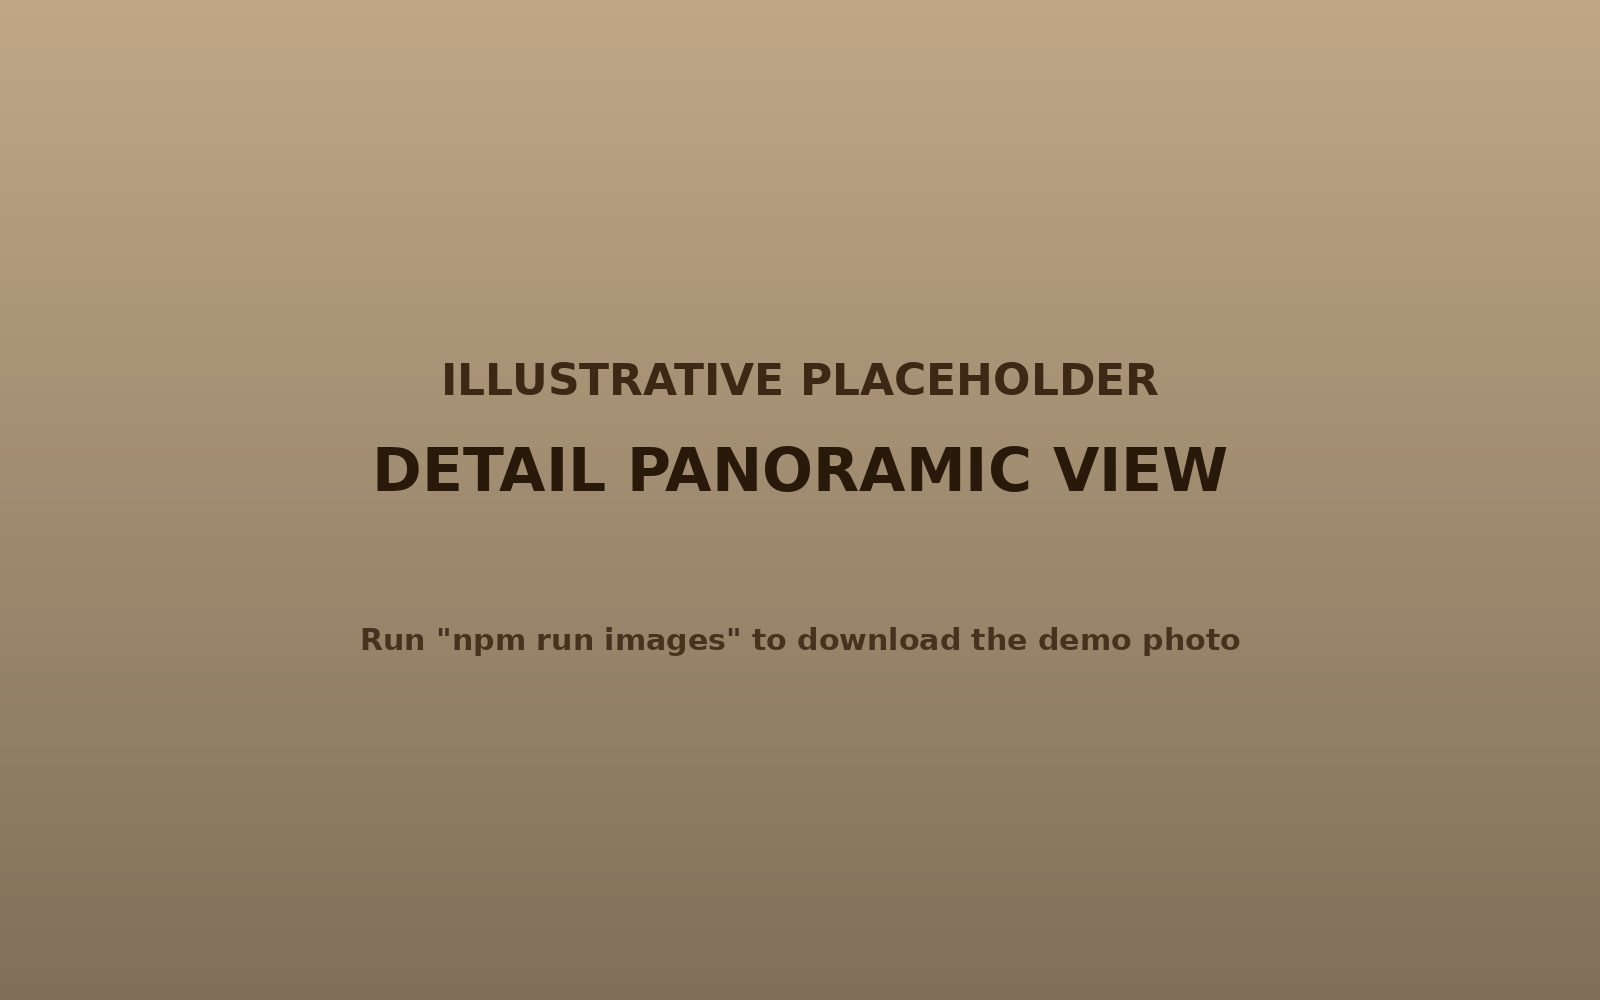 ILLUSTRATIVE PLACEHOLDER
DETAIL PANORAMIC VIEW
Run "npm run images" to download the demo photo